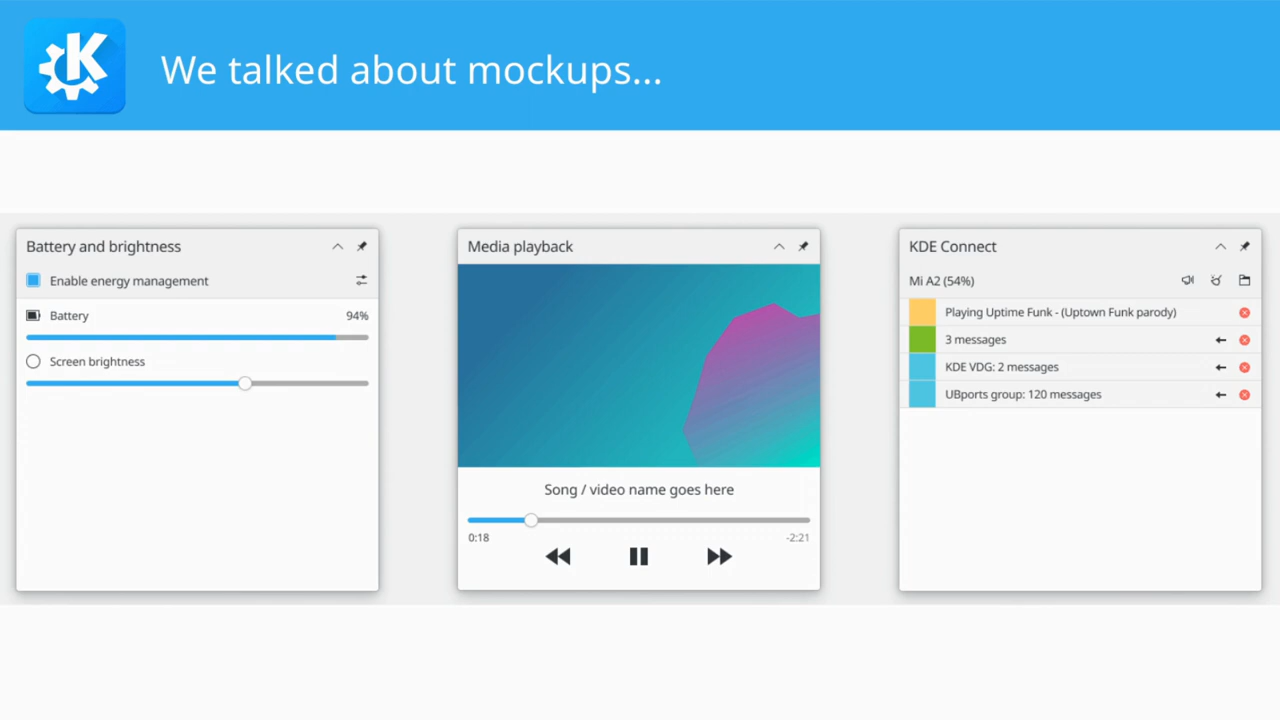 We talked about mockups...
Battery and brightness
Enable energy management
Battery 94%
Screen brightness
Media playback
Song / video name goes here
0:18 -2:21
KDE Connect
Mi A2 (54%)
Playing Uptime Funk - (Uptown Funk parody)
3 messages
KDE VDG: 2 messages
UBports group: 120 messages